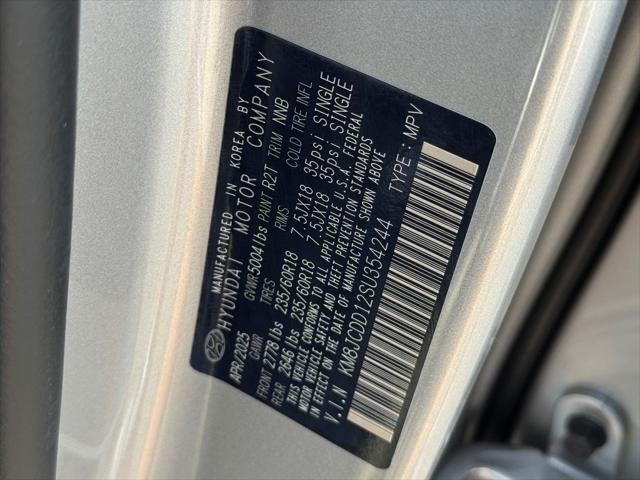 MANUFACTURED IN KOREA BY
HYUNDAI MOTOR COMPANY
APR/2025 GVWR 5004 lbs PAINT R2T TRIM NNB
GAWR TIRES RIMS COLD TIRE INFL
FRONT 2778 lbs 235/60R18 7.5JX18 35psi SINGLE
REAR 2646 lbs 235/60R18 7.5JX18 35psi SINGLE
THIS VEHICLE CONFORMS TO ALL APPLICABLE U.S.A. FEDERAL
MOTOR VEHICLE SAFETY AND THEFT PREVENTION STANDARDS
IN EFFECT ON THE DATE OF MANUFACTURE SHOWN ABOVE
V.I.N KM8JCDD12SU354244 TYPE : MPV